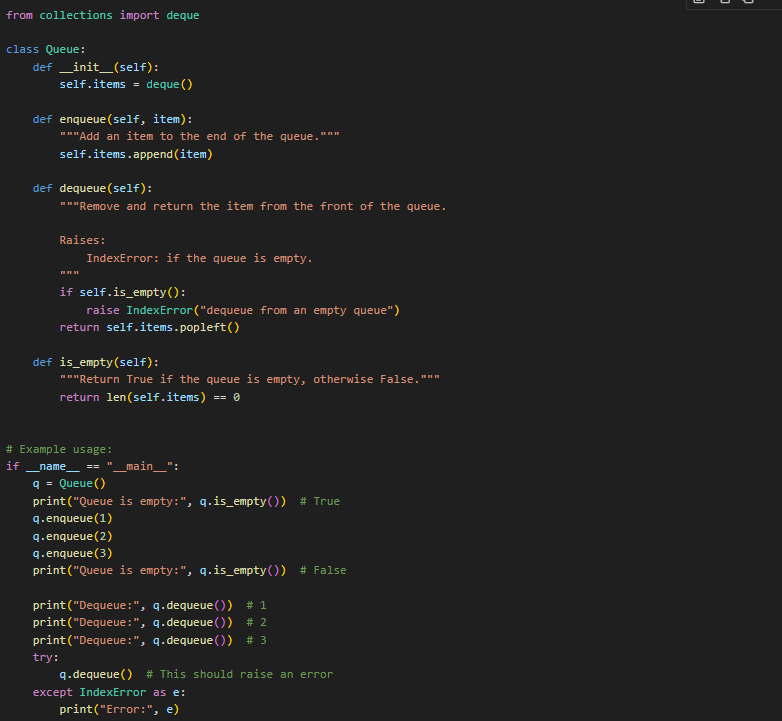 from collections import deque

class Queue:
    def __init__(self):
        self.items = deque()

    def enqueue(self, item):
        """Add an item to the end of the queue."""
        self.items.append(item)

    def dequeue(self):
        """Remove and return the item from the front of the queue.

        Raises:
            IndexError: if the queue is empty.
        """
        if self.is_empty():
            raise IndexError("dequeue from an empty queue")
        return self.items.popleft()

    def is_empty(self):
        """Return True if the queue is empty, otherwise False."""
        return len(self.items) == 0


# Example usage:
if __name__ == "__main__":
    q = Queue()
    print("Queue is empty:", q.is_empty())  # True
    q.enqueue(1)
    q.enqueue(2)
    q.enqueue(3)
    print("Queue is empty:", q.is_empty())  # False

    print("Dequeue:", q.dequeue())  # 1
    print("Dequeue:", q.dequeue())  # 2
    print("Dequeue:", q.dequeue())  # 3
    try:
        q.dequeue()  # This should raise an error
    except IndexError as e:
        print("Error:", e)